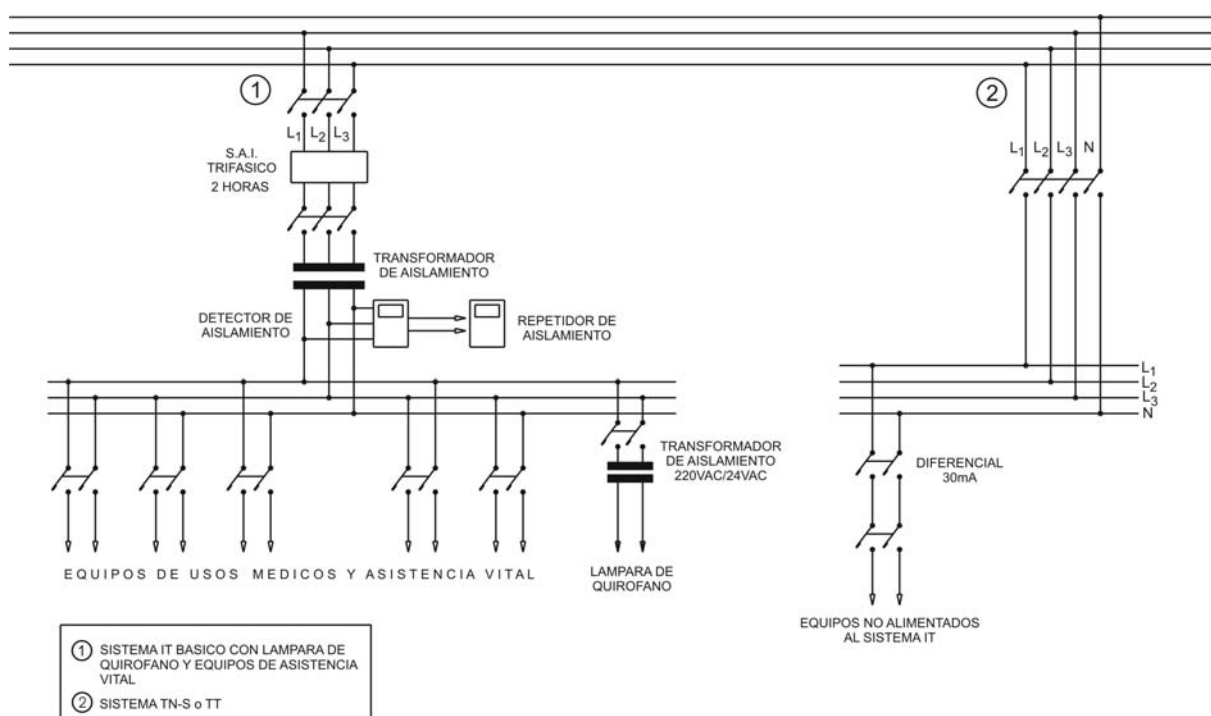 1
2
L1 L2 L3
S.A.I.
TRIFASICO
2 HORAS
L1 L2 L3 N
TRANSFORMADOR
DE AISLAMIENTO
DETECTOR DE
AISLAMIENTO
REPETIDOR DE
AISLAMIENTO
L1
L2
L3
N
TRANSFORMADOR
DE AISLAMIENTO
220VAC/24VAC
DIFERENCIAL
30mA
EQUIPOS DE USOS MEDICOS Y ASISTENCIA VITAL
LAMPARA DE
QUIROFANO
EQUIPOS NO ALIMENTADOS
AL SISTEMA IT
1 SISTEMA IT BASICO CON LAMPARA DE
QUIROFANO Y EQUIPOS DE ASISTENCIA
VITAL
2 SISTEMA TN-S o TT